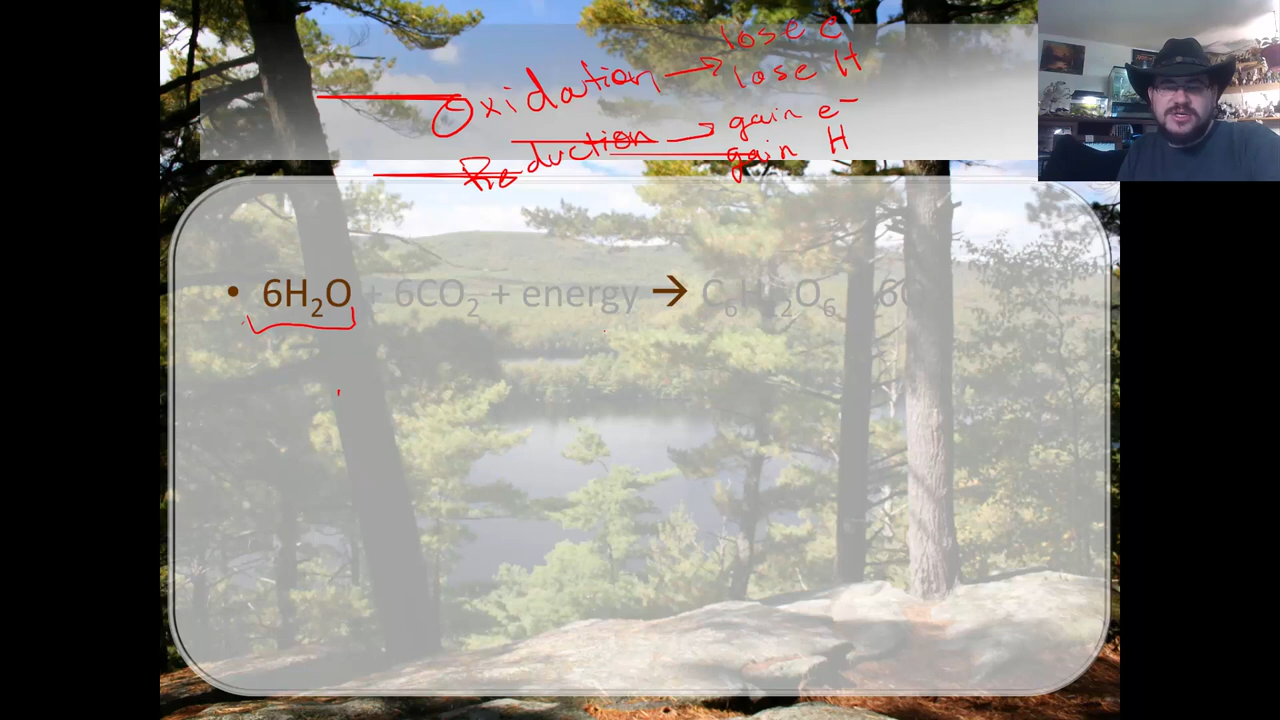 lose e⁻
Oxidation → lose H
Reduction → gain e⁻
gain H
• 6H₂O + 6CO₂ + energy → C₆H₁₂O₆ 6O